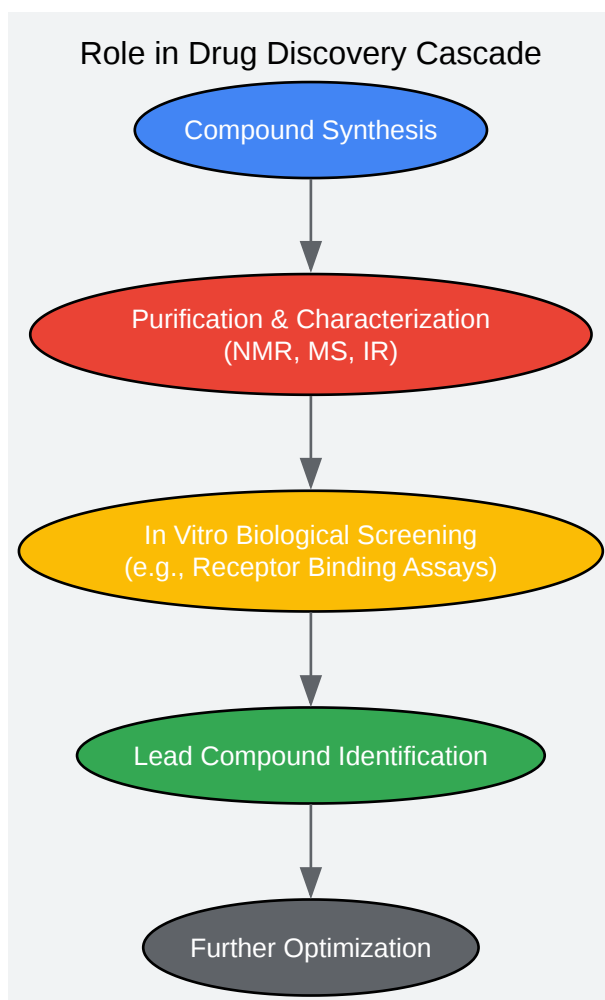 Role in Drug Discovery Cascade
Compound Synthesis
Purification & Characterization
(NMR, MS, IR)
In Vitro Biological Screening
(e.g., Receptor Binding Assays)
Lead Compound Identification
Further Optimization